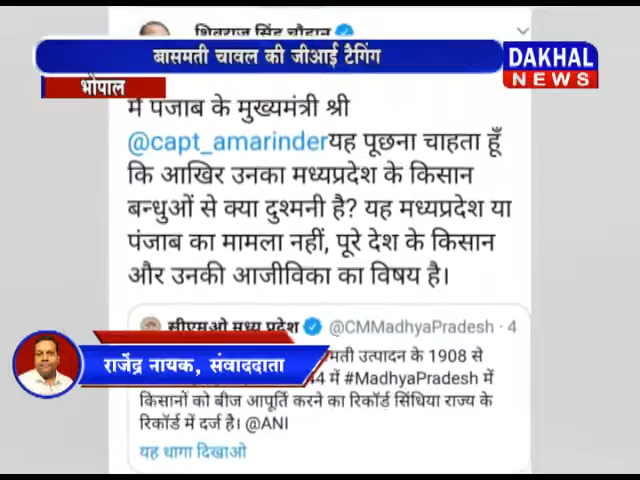 शिवराज सिंह चौहान
बासमती चावल की जीआई टैगिंग
DAKHAL
NEWS
भोपाल
में पंजाब के मुख्यमंत्री श्री
@capt_amarinderयह पूछना चाहता हूँ
कि आखिर उनका मध्यप्रदेश के किसान
बन्धुओं से क्या दुश्मनी है? यह मध्यप्रदेश या
पंजाब का मामला नहीं, पूरे देश के किसान
और उनकी आजीविका का विषय है।
सीएमओ मध्य प्रदेश @CMMadhyaPradesh · 4
उत्पादन के 1908 से
में #MadhyaPradesh में
राजेंद्र नायक, संवाददाता
किसानों को बीज आपूर्ति करने का रिकॉर्ड सिंधिया राज्य के
रिकॉर्ड में दर्ज है। @ANI
यह थागा दिखाओ